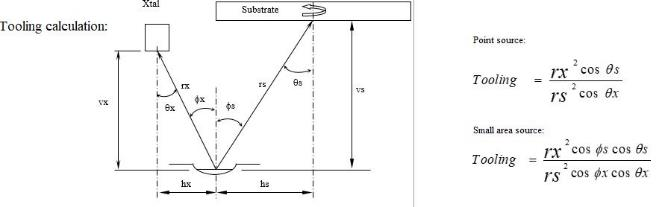 Xtal
Substrate
Tooling calculation:
Point source:
rx
rs
θs
θx
ϕx
ϕs
vx
vs
Tooling = rx² cos θs / rs² cos θx
Small area source:
Tooling = rx² cos ϕs cos θs / rs² cos ϕx cos θx
hx
hs